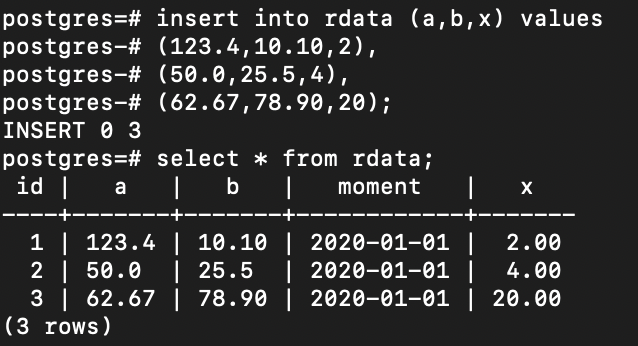 postgres=# insert into rdata (a,b,x) values
postgres-# (123.4,10.10,2),
postgres-# (50.0,25.5,4),
postgres-# (62.67,78.90,20);
INSERT 0 3
postgres=# select * from rdata;
 id |   a   |   b   |   moment   |   x
----+-------+-------+------------+-------
  1 | 123.4 | 10.10 | 2020-01-01 |  2.00
  2 | 50.0  | 25.5  | 2020-01-01 |  4.00
  3 | 62.67 | 78.90 | 2020-01-01 | 20.00
(3 rows)